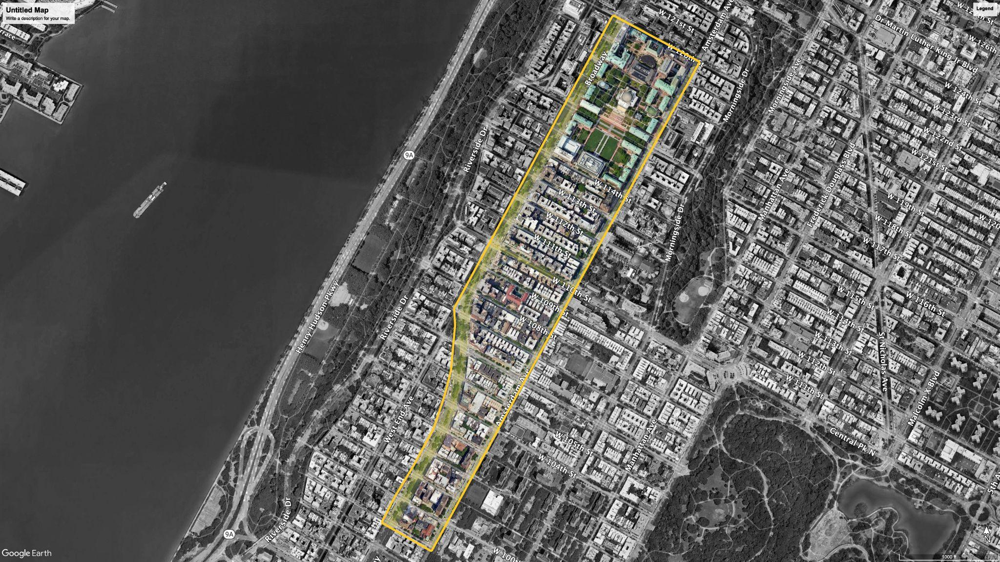 Untitled Map
Write a description for your map.
Legend
rrace
W 121st St
Amsterdam Ave
W 120th St
Broadway
Morningside Dr
Morningside Ave
Dr Martin Luther King Jr Blvd
W 126th
W 124th St
W 123rd St
W 122nd St
W 121st St
Riverside Dr
9A
W 114th St
W 113th St
W 112th St
W 111th St
W 110th St
W 109th St
W 108th St
Morningside Dr
Manhattan Ave
Frederick Douglass Blvd
W 119th St
W 118th St
W 120
W 117th St
W 116th St
W 115th St
W 114th St
W 113th St
W 112th St
W 111th St
St Nicholas Ave
Malcolm X Blvd
Central Pk N
5th A
Henry Hudson Pkwy
Riverside Dr
West End Ave
Amsterdam Ave
W 105th St
W 104th St
Manhattan Ave
Riverside Dr
9A
W 100th
N
1000 ft
Google Earth